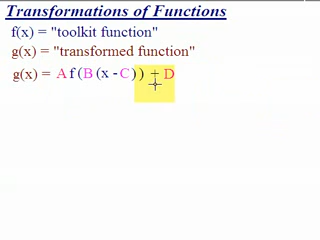 Transformations of Functions
f(x) = "toolkit function"
g(x) = "transformed function"
g(x) = A f ( B ( x - C ) ) + D